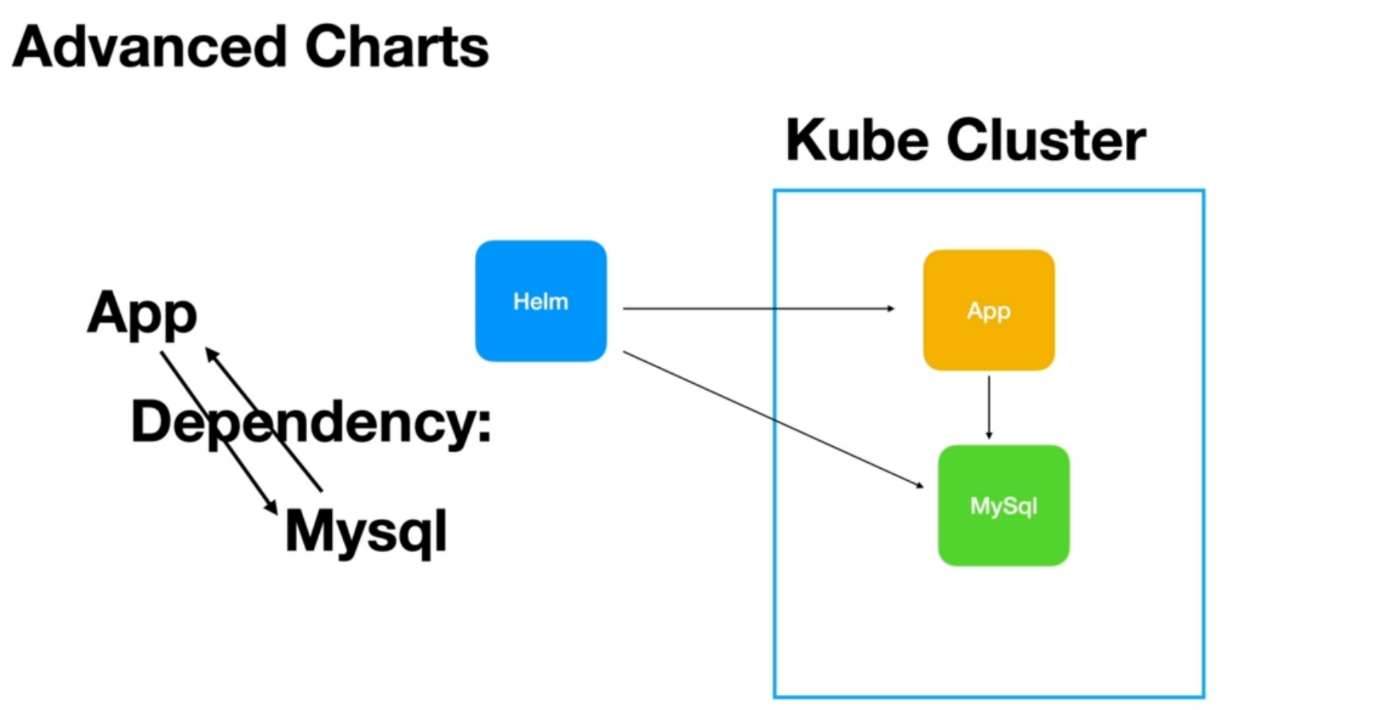 Advanced Charts
Kube Cluster
Helm
App
App
Dependency:
MySql
Mysql